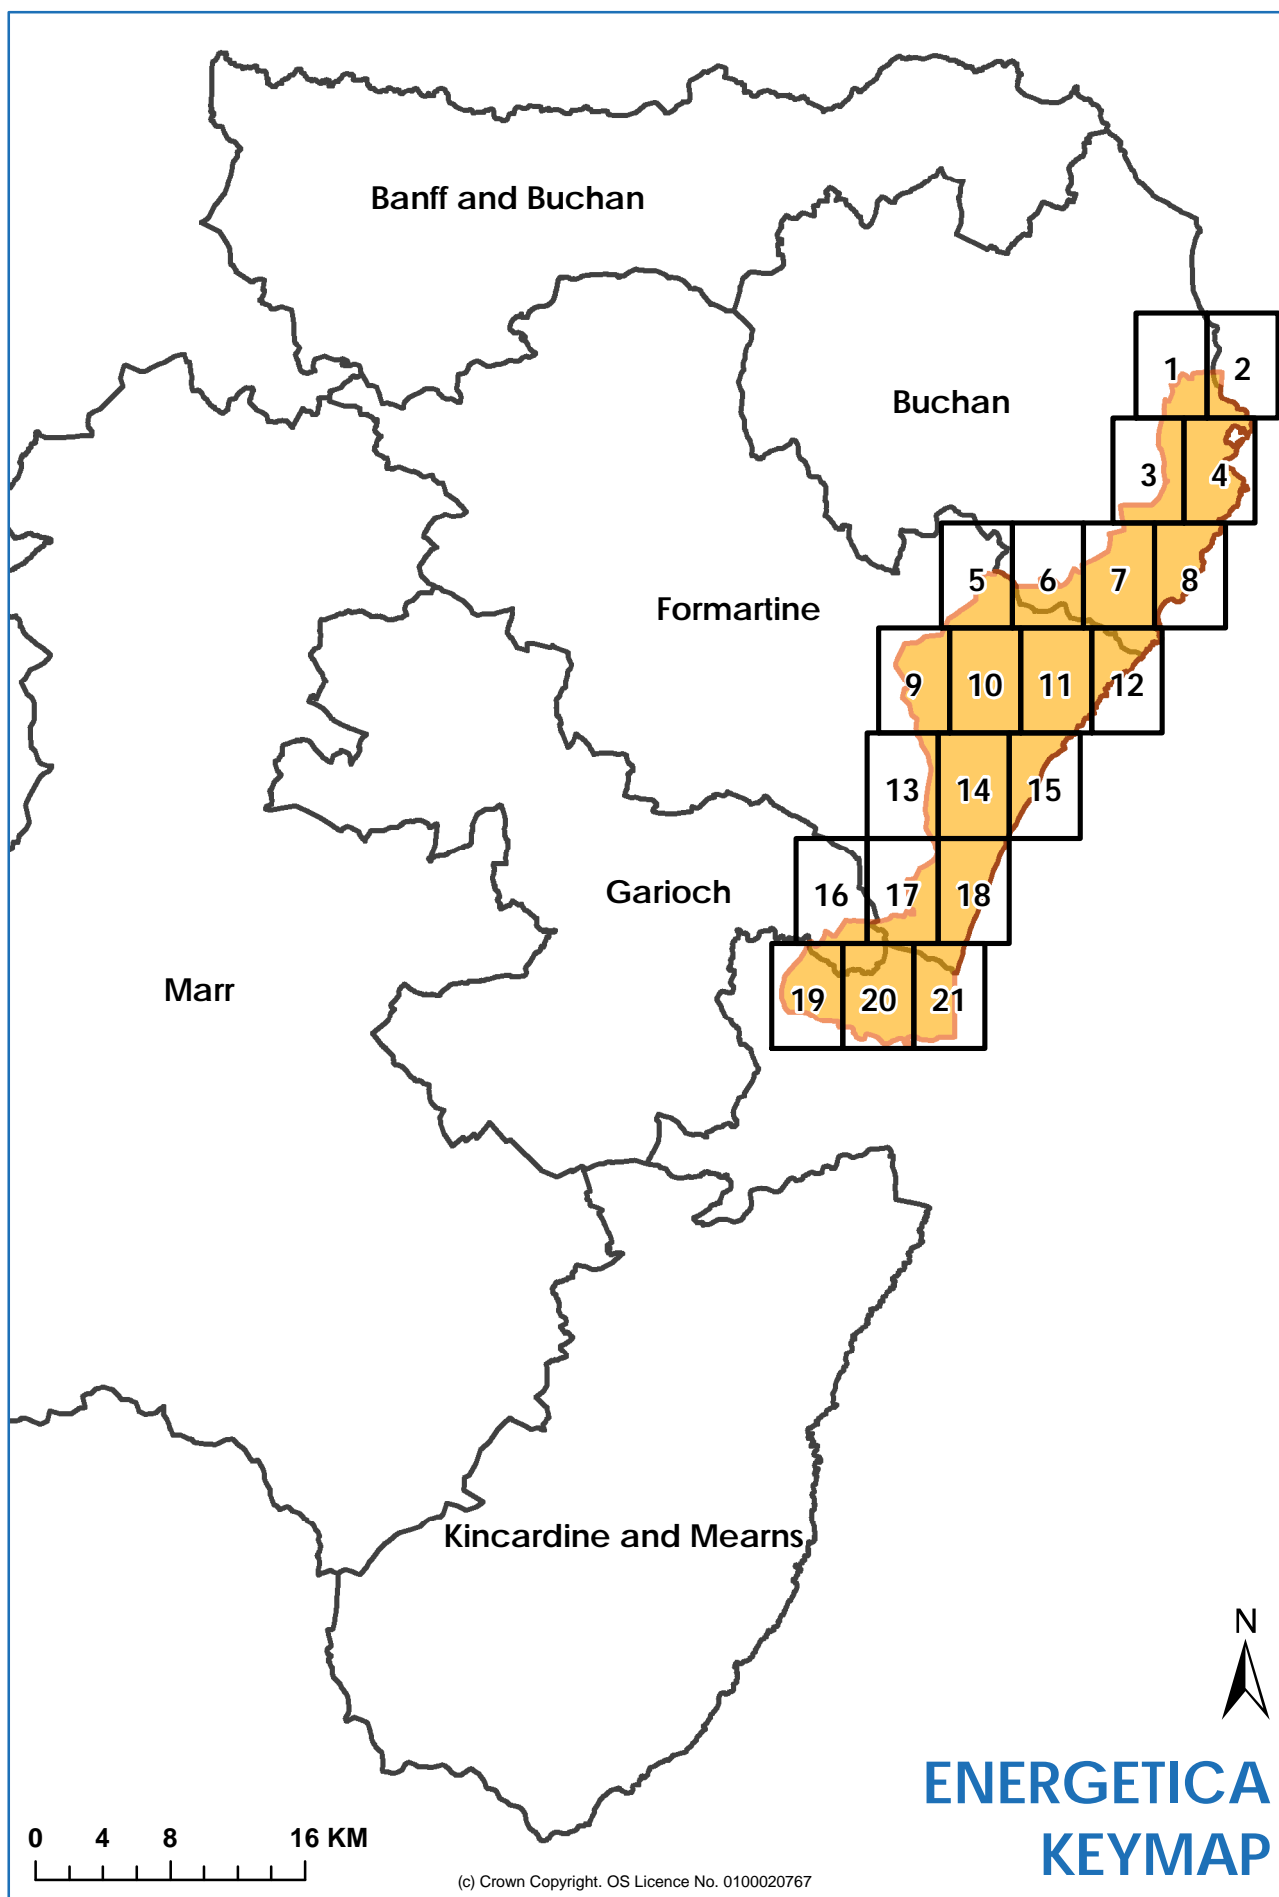 Banff and Buchan
1
2
Buchan
3
4
5
6
7
8
Formartine
9
10
11
12
13
14
15
Garioch
16
17
18
Marr
19
20
21
Kincardine and Mearns
N
ENERGETICA
KEYMAP
0 4 8 16 KM
(c) Crown Copyright. OS Licence No. 0100020767